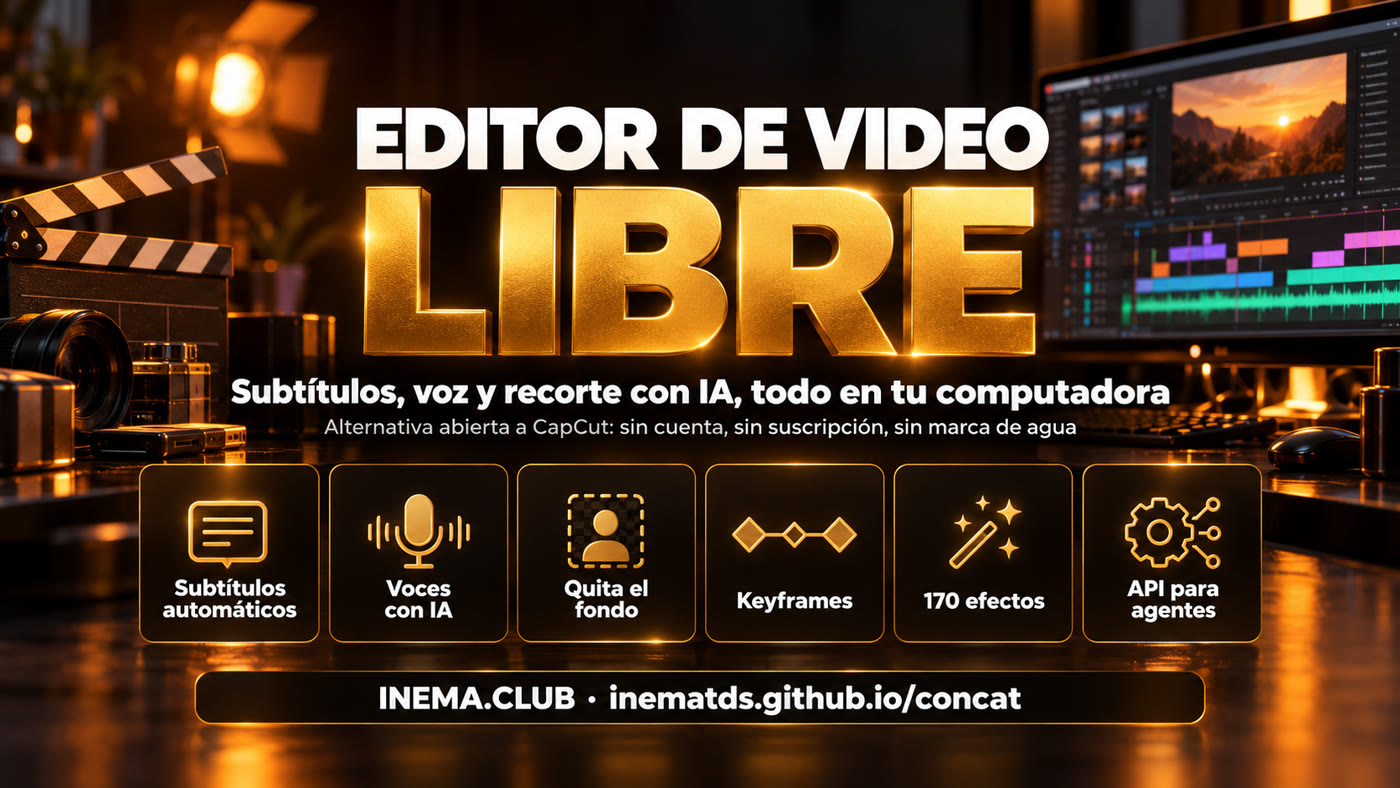 EDITOR DE VIDEO
LIBRE
Subtítulos, voz y recorte con IA, todo en tu computadora
Alternativa abierta a CapCut: sin cuenta, sin suscripción, sin marca de agua
Subtítulos
automáticos
Voces
con IA
Quita el
fondo
Keyframes
170 efectos
API para
agentes
INEMA.CLUB • inematds.github.io/concat